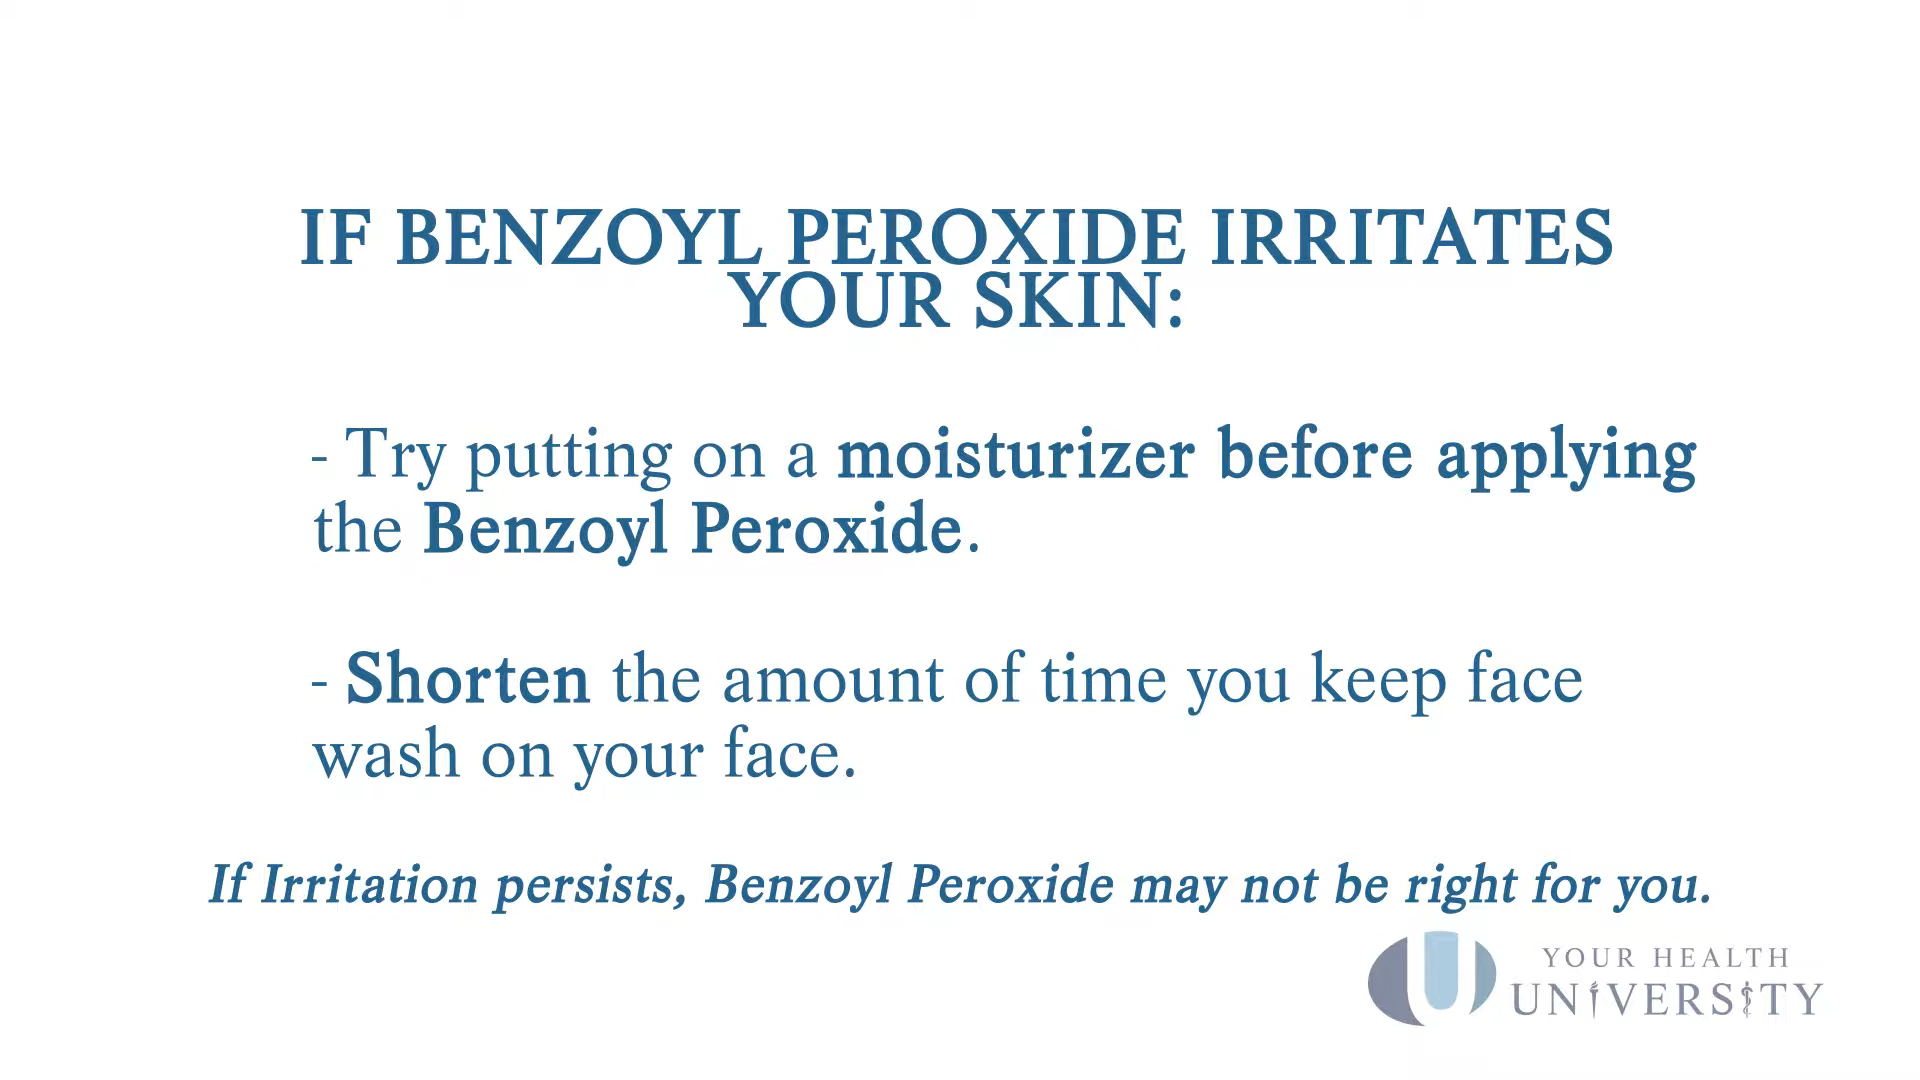 IF BENZOYL PEROXIDE IRRITATES
YOUR SKIN:
- Try putting on a moisturizer before applying
the Benzoyl Peroxide.
- Shorten the amount of time you keep face
wash on your face.
If Irritation persists, Benzoyl Peroxide may not be right for you.
YOUR HEALTH
UNIVERSITY